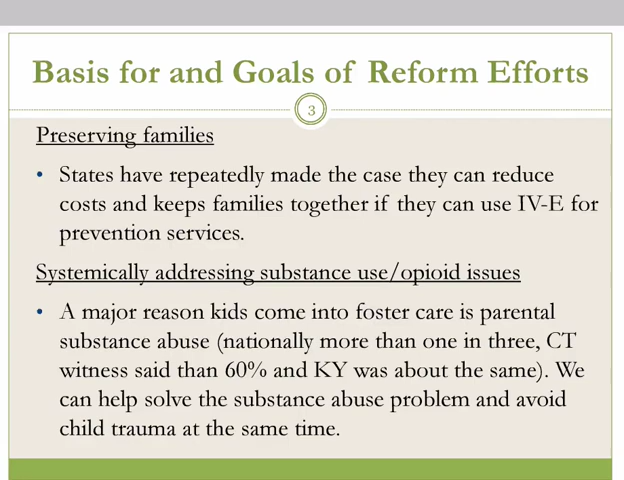 Basis for and Goals of Reform Efforts
3
Preserving families
• States have repeatedly made the case they can reduce
costs and keeps families together if they can use IV-E for
prevention services.
Systemically addressing substance use/opioid issues
• A major reason kids come into foster care is parental
substance abuse (nationally more than one in three, CT
witness said than 60% and KY was about the same). We
can help solve the substance abuse problem and avoid
child trauma at the same time.